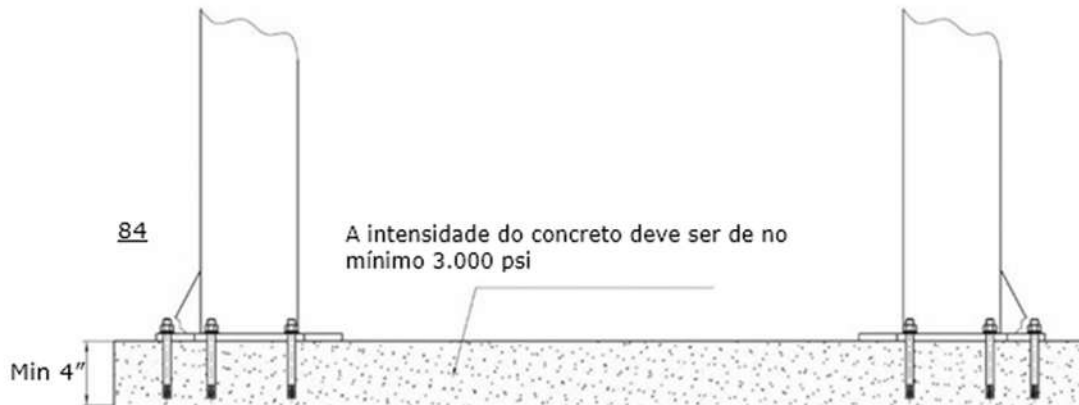 84
A intensidade do concreto deve ser de no
mínimo 3.000 psi
Min 4”